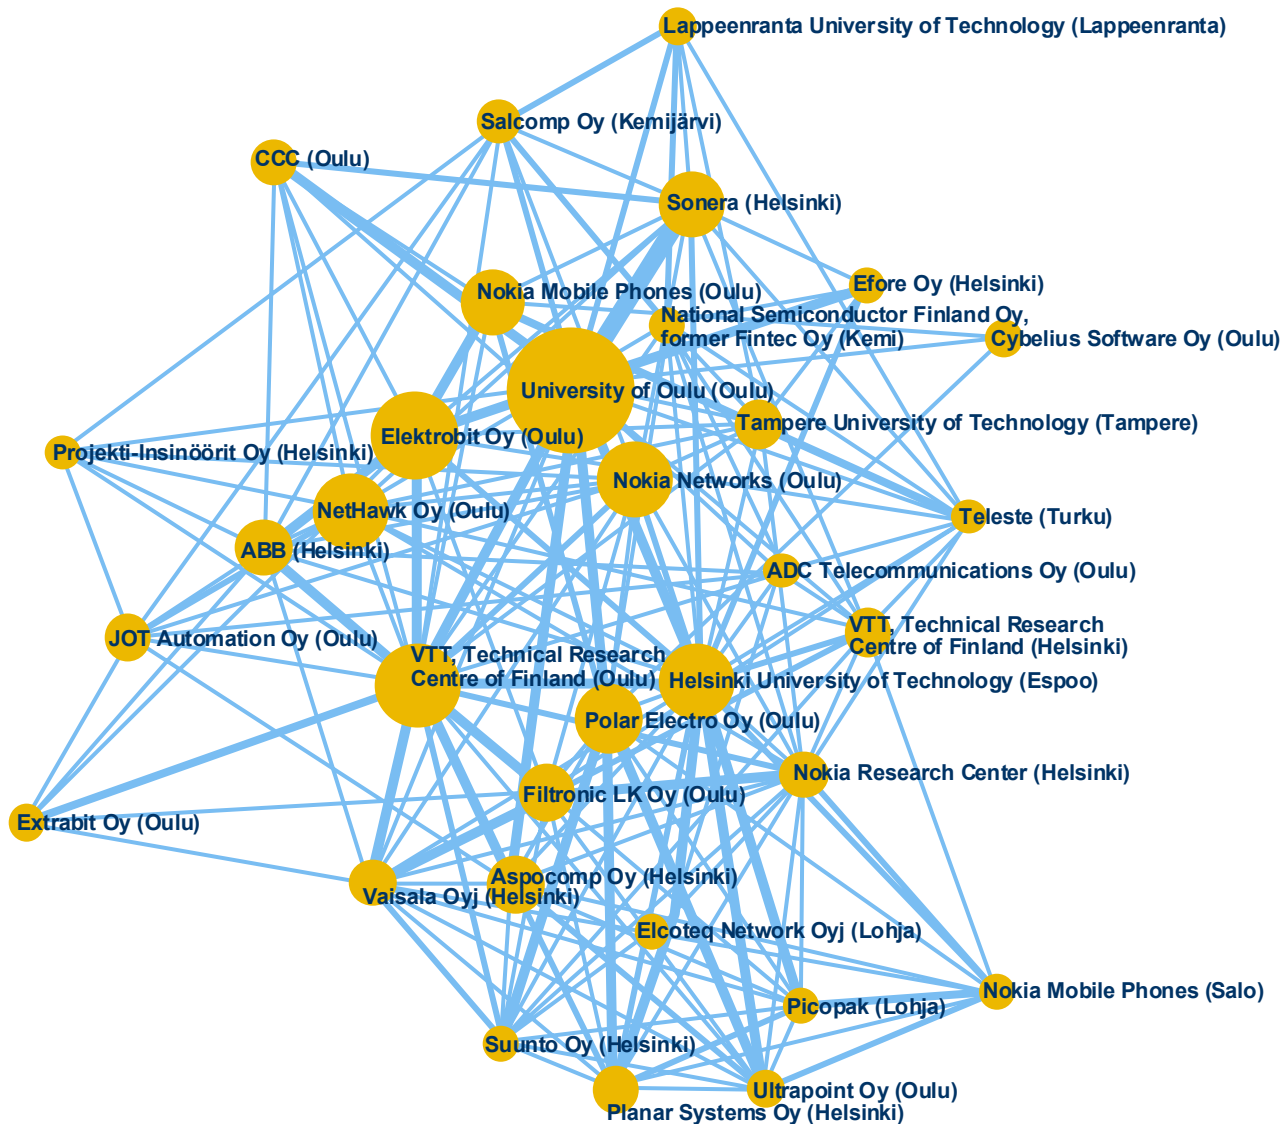 Lappeenranta University of Technology (Lappeenranta)
Salcomp Oy (Kemijärvi)
CCC (Oulu)
Sonera (Helsinki)
Efore Oy (Helsinki)
Nokia Mobile Phones (Oulu)
National Semiconductor Finland Oy,
former Fintec Oy (Kemi)
Cybelius Software Oy (Oulu)
University of Oulu (Oulu)
Tampere University of Technology (Tampere)
Elektrobit Oy (Oulu)
Projekti-Insinöörit Oy (Helsinki)
Nokia Networks (Oulu)
NetHawk Oy (Oulu)
Teleste (Turku)
ABB (Helsinki)
ADC Telecommunications Oy (Oulu)
VTT, Technical Research
Centre of Finland (Helsinki)
JOT Automation Oy (Oulu)
VTT, Technical Research
Centre of Finland (Oulu)
Helsinki University of Technology (Espoo)
Polar Electro Oy (Oulu)
Nokia Research Center (Helsinki)
Filtronic LK Oy (Oulu)
Extrabit Oy (Oulu)
Aspocomp Oy (Helsinki)
Vaisala Oyj (Helsinki)
Elcoteq Network Oyj (Lohja)
Nokia Mobile Phones (Salo)
Picopak (Lohja)
Suunto Oy (Helsinki)
Ultrapoint Oy (Oulu)
Planar Systems Oy (Helsinki)